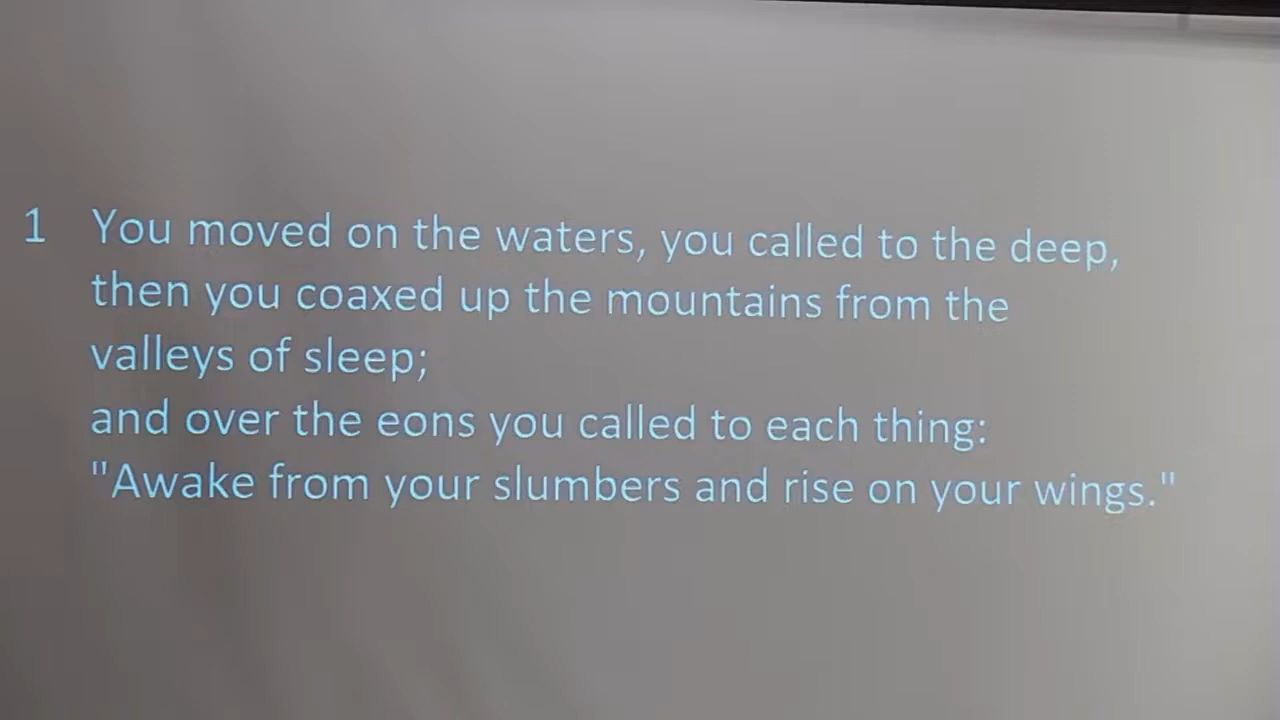 1 You moved on the waters, you called to the deep,
then you coaxed up the mountains from the
valleys of sleep;
and over the eons you called to each thing:
"Awake from your slumbers and rise on your wings."